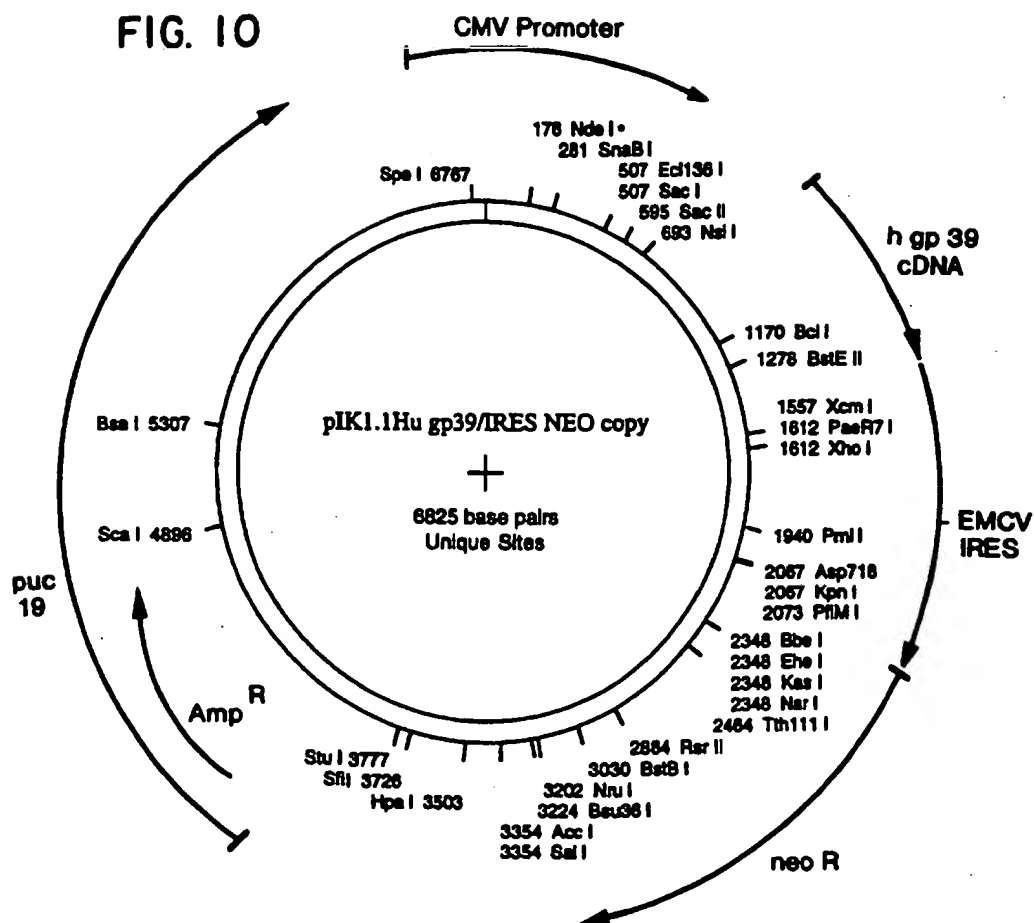 FIG. 10
CMV Promoter
176 Nde I*
281 SnaB I
507 Ecl136 I
507 Sac I
595 Sac II
693 Nsi I
Spe I 6767
h gp 39
cDNA
1170 Bcl I
1278 BstE II
1557 Xcm I
1612 PaeR7 I
1612 Xho I
Bsa I 5307
pIK1.1Hu gp39/IRES NEO copy
6825 base pairs
Unique Sites
Sca I 4896
1940 Pml I
EMCV
IRES
2067 Asp718
2067 Kpn I
2073 PflM I
puc
19
2348 Bbe I
2348 Ehe I
2348 Kas I
2348 Nar I
2464 Tth111 I
Amp R
2884 Rsr II
3030 BstB I
3202 Nru I
3224 Bsu36 I
3354 Acc I
3354 Sal I
Stu I 3777
Sfi I 3726
Hpa I 3503
neo R